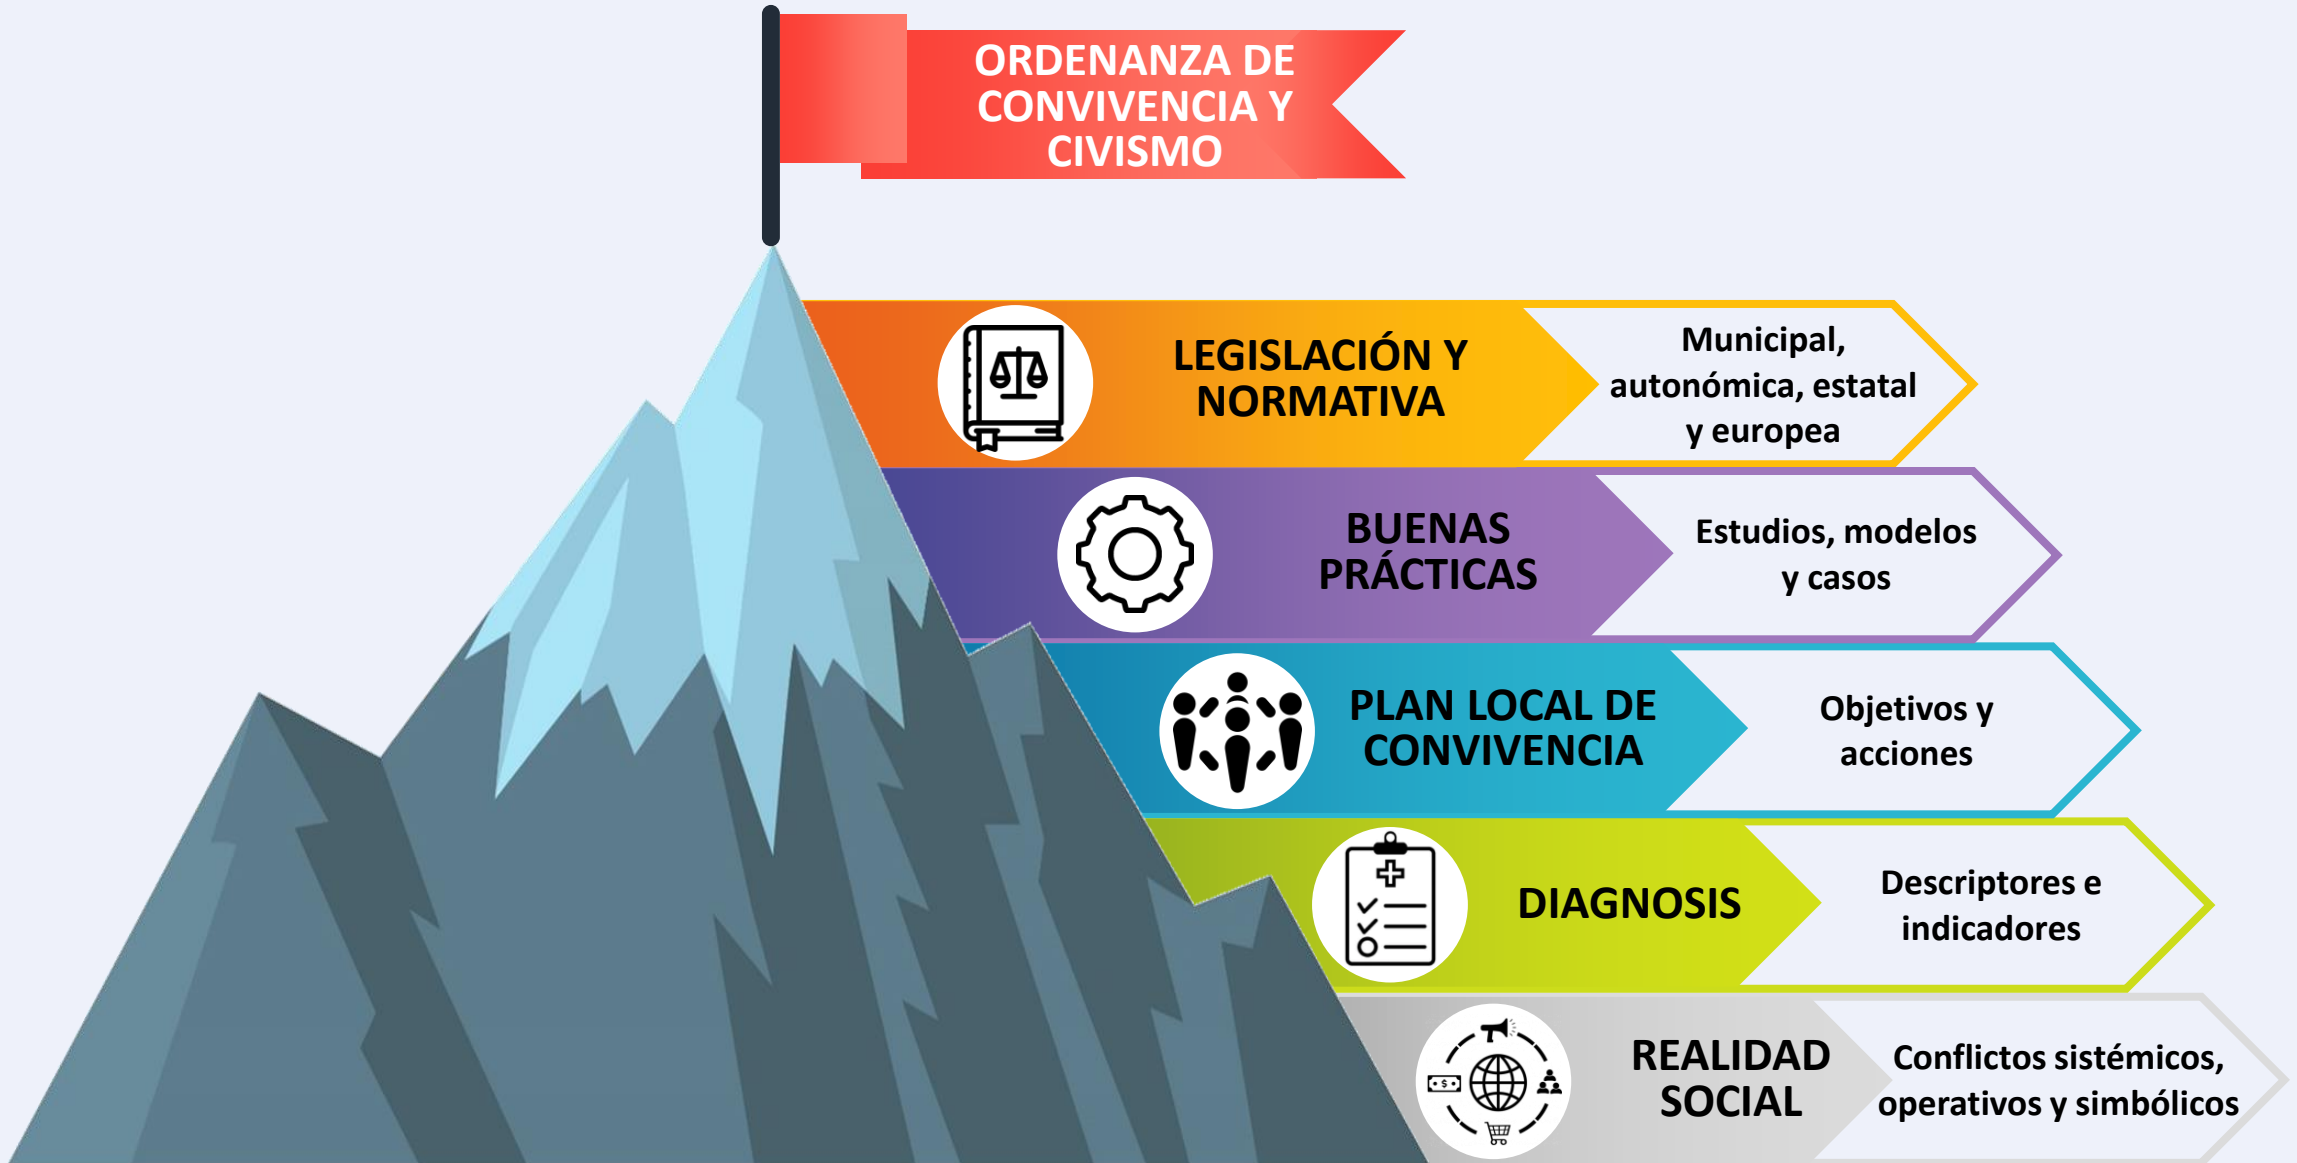 ORDENANZA DE
CONVIVENCIA Y
CIVISMO
LEGISLACIÓN Y
NORMATIVA
Municipal,
autonómica, estatal
y europea
BUENAS
PRÁCTICAS
Estudios, modelos
y casos
PLAN LOCAL DE
CONVIVENCIA
Objetivos y
acciones
DIAGNOSIS
Descriptores e
indicadores
REALIDAD
SOCIAL
Conflictos sistémicos,
operativos y simbólicos